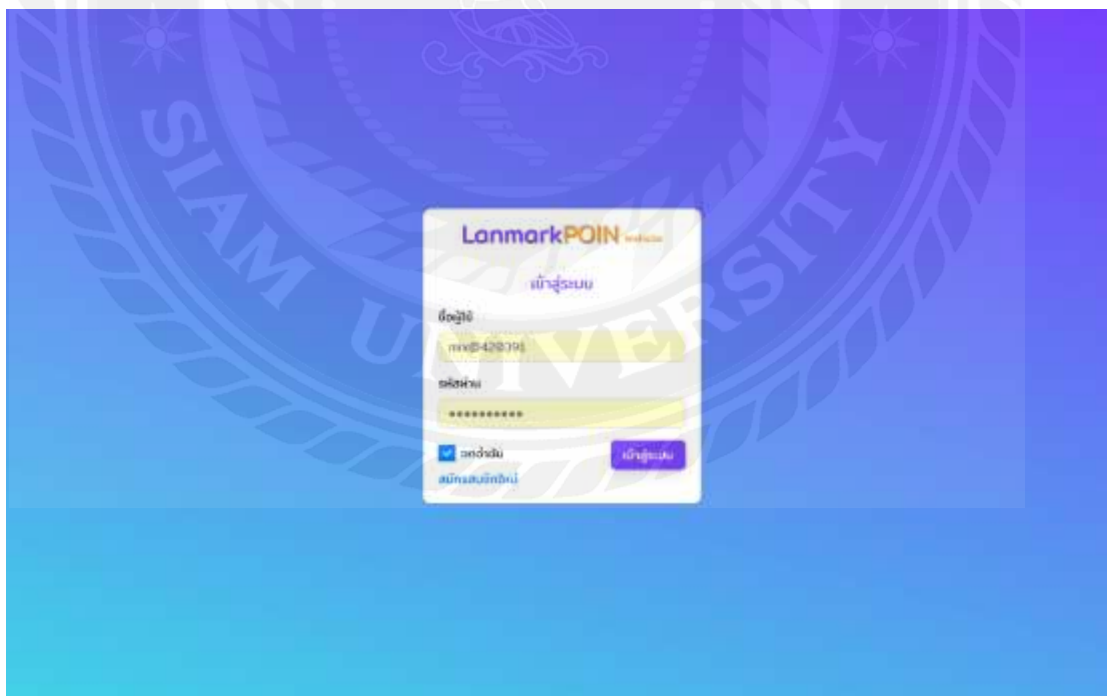 SIAM UNIVERSITY
LanmarkPOIN
เข้าสู่ระบบ
ชื่อผู้ใช้
รหัสผ่าน
••••••••••
จดจำฉัน
เข้าสู่ระบบ
สมัครสมาชิกใหม่